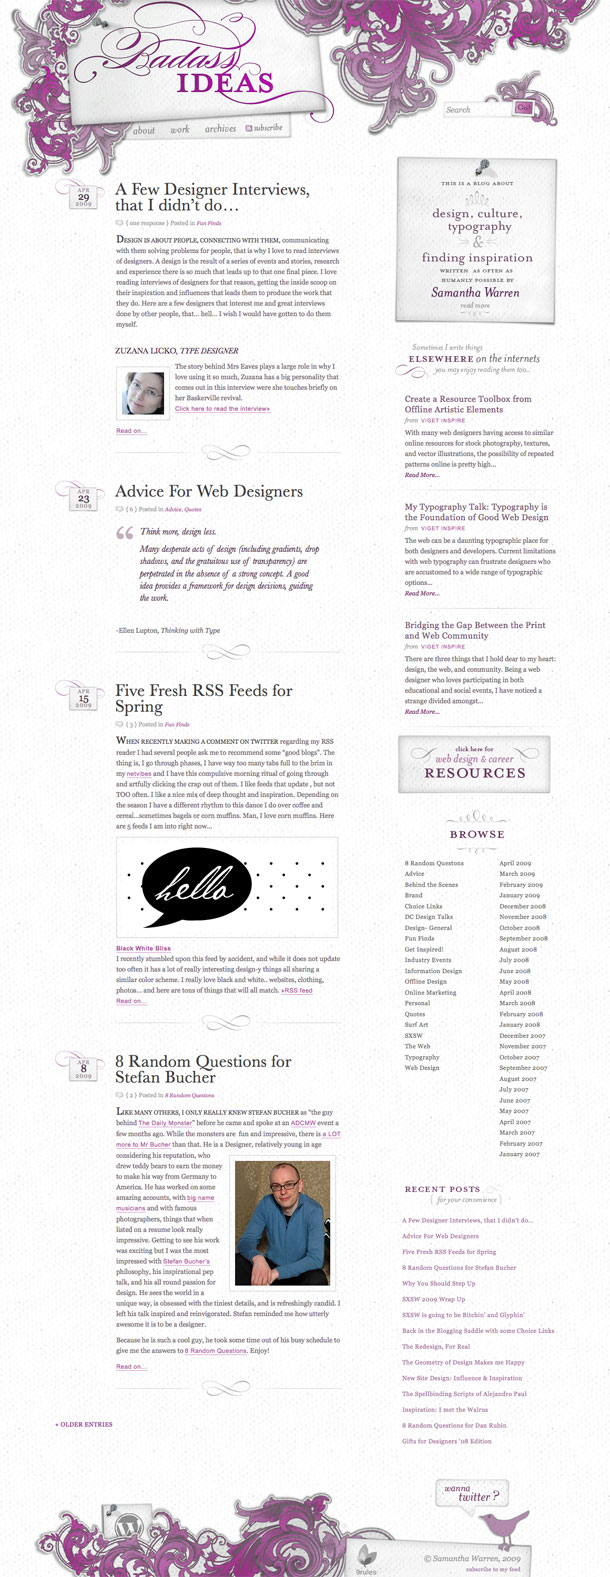 Badass
IDEAS
about work archives subscribe
Search
Go!
APR
29
2009
A Few Designer Interviews,
that I didn't do...
{ one response } Posted in Fun Finds
DESIGN IS ABOUT PEOPLE, CONNECTING WITH THEM, communicating
with them solving problems for people, that is why I love to read interviews
of designers. A design is the result of a series of events and stories, research
and experience there is so much that leads up to that one final piece. I love
reading interviews of designers for that reason, getting the inside scoop on
their inspiration and influences that leads them to produce the work that
they do. Here are a few designers that interest me and great interviews
done by other people, that... hell... I wish I would have gotten to do them
myself.
ZUZANA LICKO, TYPE DESIGNER
The story behind Mrs Eaves plays a large role in why I
love using it so much, Zuzana has a big personality that
comes out in this interview were she touches briefly on
her Baskerville revival.
Click here to read the interview»
Read on...
APR
23
2009
Advice For Web Designers
{ 6 } Posted in Advice, Quotes
“
Think more, design less.
Many desperate acts of design (including gradients, drop
shadows, and the gratuitous use of transparency) are
perpetrated in the absence of a strong concept. A good
idea provides a framework for design decisions, guiding
the work.
-Ellen Lupton, Thinking with Type
APR
15
2009
Five Fresh RSS Feeds for
Spring
{ 3 } Posted in Fun Finds
WHEN RECENTLY MAKING A COMMENT ON TWITTER regarding my RSS
reader I had several people ask me to recommend some "good blogs". The
thing is, I go through phases, I have way too many tabs full to the brim in
my netvibes and I have this compulsive morning ritual of going through
and artfully clicking the crap out of them. I like feeds that update , but not
TOO often. I like a nice mix of deep thought and inspiration. Depending on
the season I have a different rhythm to this dance I do over coffee and
cereal...sometimes bagels or corn muffins. Man, I love corn muffins. Here
are 5 feeds I am into right now...
hello
Black White Bliss
I recently stumbled upon this feed by accident, and while it does not update
too often it has a lot of really interesting design-y things all sharing a
similar color scheme. I really love black and white.. websites, clothing,
photos... and here are tons of things that will all match. »RSS feed
Read on...
APR
8
2009
8 Random Questions for
Stefan Bucher
{ 2 } Posted in 8 Random Questons
LIKE MANY OTHERS, I ONLY REALLY KNEW STEFAN BUCHER as "the guy
behind The Daily Monster" before he came and spoke at an ADCMW event a
few months ago. While the monsters are fun and impressive, there is a LOT
more to Mr Bucher than that. He is a Designer, relatively young in age
considering his reputation, who
drew teddy bears to earn the money
to make his way from Germany to
America. He has worked on some
amazing accounts, with big name
musicians and with famous
photographers, things that when
listed on a resume look really
impressive. Getting to see his work
was exciting but I was the most
impressed with Stefan Bucher's
philosophy, his inspirational pep
talk, and his all round passion for
design. He sees the world in a
unique way, is obsessed with the tiniest details, and is refreshingly candid. I
left his talk inspired and reinvigorated. Stefan reminded me how utterly
awesome it is to be a designer.
Because he is such a cool guy, he took some time out of his busy schedule to
give me the answers to 8 Random Questions. Enjoy!
Read on...
« OLDER ENTRIES
THIS IS A BLOG ABOUT
design, culture,
typography
&
finding inspiration
WRITTEN AS OFTEN AS
HUMANLY POSSIBLE BY
Samantha Warren
read more
Sometimes I write things
ELSEWHERE on the internets
you may enjoy reading them too...
Create a Resource Toolbox from
Offline Artistic Elements
from VIGET INSPIRE
With many web designers having access to similar
online resources for stock photography, textures,
and vector illustrations, the possibility of repeated
patterns online is pretty high...
Read More...
My Typography Talk: Typography is
the Foundation of Good Web Design
from VIGET INSPIRE
The web can be a daunting typographic place for
both designers and developers. Current limitations
with web typography can frustrate designers who
are accustomed to a wide range of typographic
options...
Read More...
Bridging the Gap Between the Print
and Web Community
from VIGET INSPIRE
There are three things that I hold dear to my heart:
design, the web, and community. Being a web
designer who loves participating in both
educational and social events, I have noticed a
strange divide amongst...
Read More...
click here for
web design & career
RESOURCES
BROWSE
8 Random Questons
Advice
Behind the Scenes
Brand
Choice Links
DC Design Talks
Design- General
Fun Finds
Get Inspired!
Industry Events
Information Design
Offline Design
Online Marketing
Personal
Quotes
Surf Art
SXSW
The Web
Typography
Web Design
April 2009
March 2009
February 2009
January 2009
December 2008
November 2008
October 2008
September 2008
August 2008
July 2008
June 2008
May 2008
April 2008
March 2008
February 2008
January 2008
December 2007
November 2007
October 2007
September 2007
August 2007
July 2007
June 2007
May 2007
April 2007
March 2007
February 2007
January 2007
RECENT POSTS
{ for your convenience }
A Few Designer Interviews, that I didn't do...
Advice For Web Designers
Five Fresh RSS Feeds for Spring
8 Random Questions for Stefan Bucher
Why You Should Step Up
SXSW 2009 Wrap Up
SXSW is going to be Bitchin' and Glyphin'
Back in the Blogging Saddle with some Choice Links
The Redesign, For Real
The Geometry of Design Makes me Happy
New Site Design: Influence & Inspiration
The Spellbinding Scripts of Alejandro Paul
Inspiration: I met the Walrus
8 Random Questions for Dan Rubin
Gifts for Designers '08 Edition
wanna
twitter ?
9rules
© Samantha Warren, 2009
subscribe to my feed